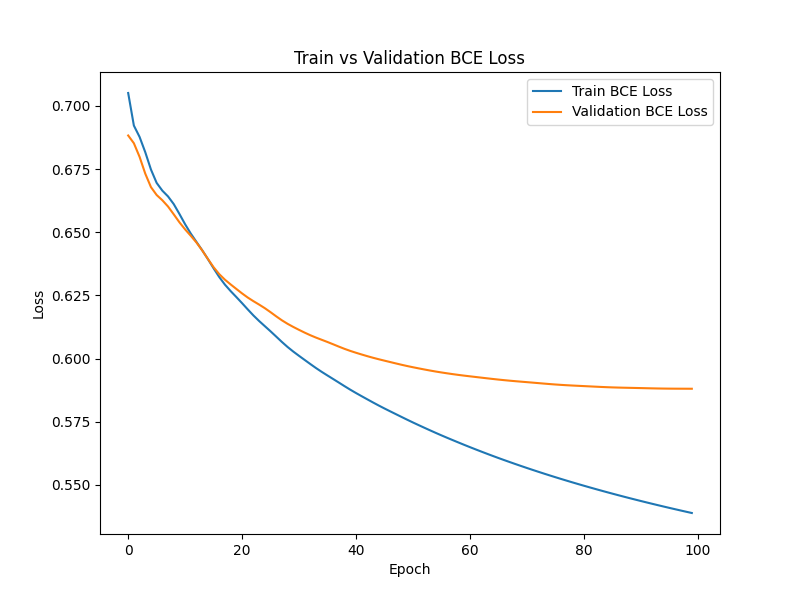 Train vs Validation BCE Loss
Train BCE Loss
Validation BCE Loss
0.700
0.675
0.650
0.625
0.600
0.575
0.550
Loss
0 20 40 60 80 100
Epoch